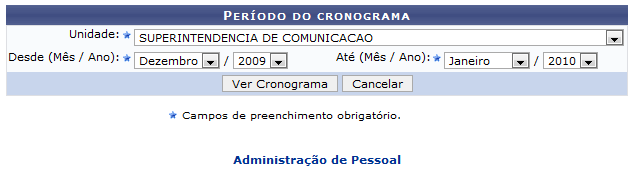 PERÍODO DO CRONOGRAMA
Unidade: SUPERINTENDENCIA DE COMUNICACAO
Desde (Mês / Ano): Dezembro / 2009 Até (Mês / Ano): Janeiro / 2010
Ver Cronograma Cancelar
Campos de preenchimento obrigatório.
Administração de Pessoal